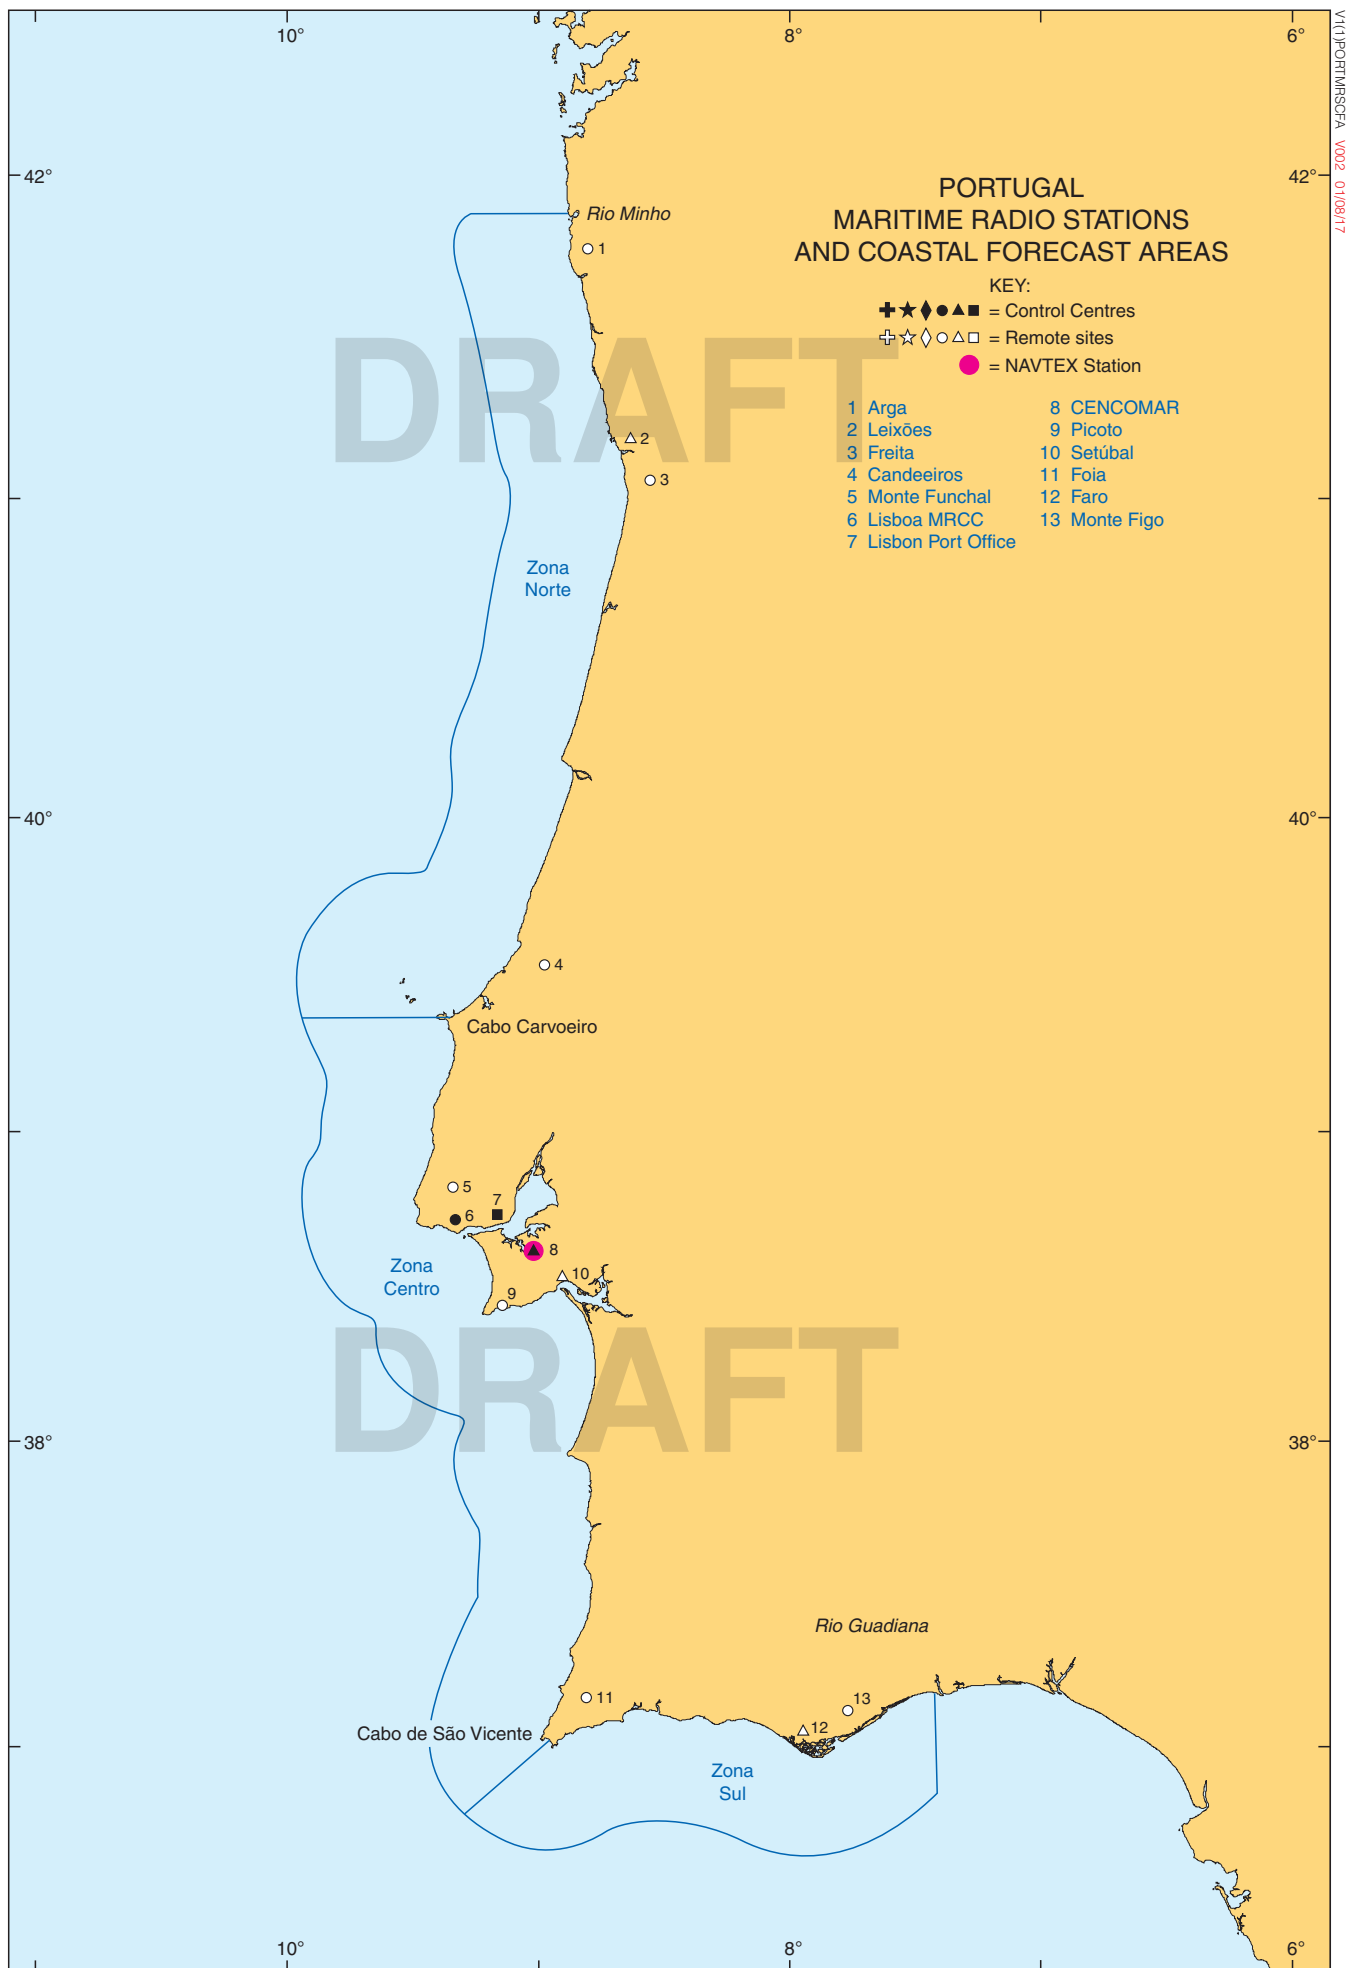 10°
8°
6°
V1(1)PORTMRSCFA V002 01/08/17
42°
42°
PORTUGAL
MARITIME RADIO STATIONS
AND COASTAL FORECAST AREAS
Rio Minho
1
KEY:
= Control Centres
= Remote sites
= NAVTEX Station
DRAFT
1 Arga
2 Leixões
3 Freita
4 Candeeiros
5 Monte Funchal
6 Lisboa MRCC
7 Lisbon Port Office
8 CENCOMAR
9 Picoto
10 Setúbal
11 Foia
12 Faro
13 Monte Figo
2
3
Zona
Norte
40°
40°
4
Cabo Carvoeiro
5
7
6
8
Zona
Centro
10
9
DRAFT
38°
38°
Rio Guadiana
11
13
12
Cabo de São Vicente
Zona
Sul
10°
8°
6°